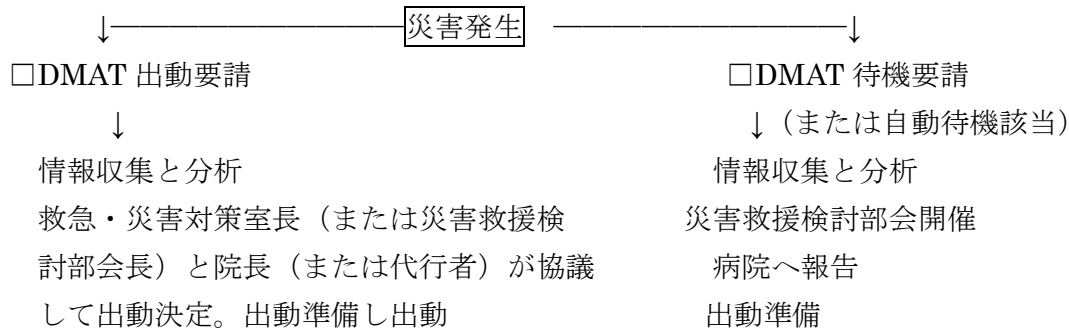 ↓――――――――――災害発生 ――――――――――↓
□DMAT 出動要請 □DMAT 待機要請
↓ ↓（または自動待機該当）
情報収集と分析 情報収集と分析
救急・災害対策室長（または災害救援検 災害救援検討部会開催
討部会長）と院長（または代行者）が協議 病院へ報告
して出動決定。出動準備し出動 出動準備